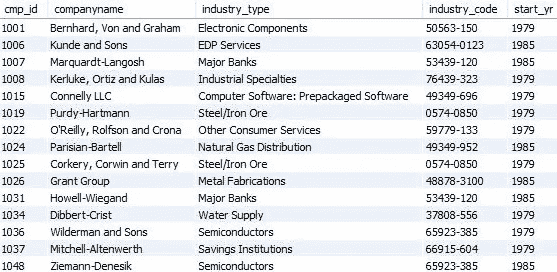 cmp_id companyname industry_type industry_code start_yr
1001 Bernhard, Von and Graham Electronic Components 50563-150 1979
1006 Kunde and Sons EDP Services 63054-0123 1985
1007 Marquardt-Langosh Major Banks 53439-120 1985
1008 Kerluke, Ortiz and Kulas Industrial Specialties 76439-323 1979
1015 Connelly LLC Computer Software: Prepackaged Software 49349-696 1979
1019 Purdy-Hartmann Steel/Iron Ore 0574-0850 1979
1022 O'Reilly, Rolfson and Crona Other Consumer Services 59779-133 1979
1024 Parisian-Bartell Natural Gas Distribution 49349-952 1985
1025 Corkery, Corwin and Terry Steel/Iron Ore 0574-0850 1979
1026 Grant Group Metal Fabrications 48878-3100 1985
1031 Howell-Wiegand Major Banks 53439-120 1985
1034 Dibbert-Crist Water Supply 37808-556 1979
1036 Wilderman and Sons Semiconductors 65923-385 1979
1037 Mitchell-Altenwerth Savings Institutions 66915-604 1979
1048 Ziemann-Denesik Semiconductors 65923-385 1985